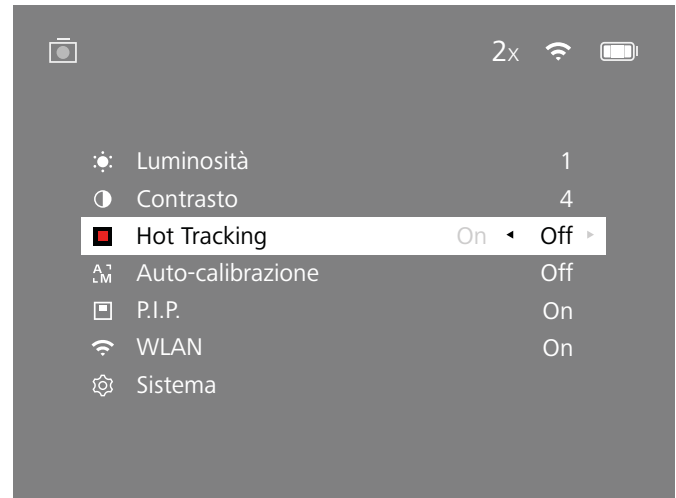 2x
Luminosità 1
Contrasto 4
Hot Tracking On Off
A M Auto-calibrazione Off
P.I.P. On
WLAN On
Sistema